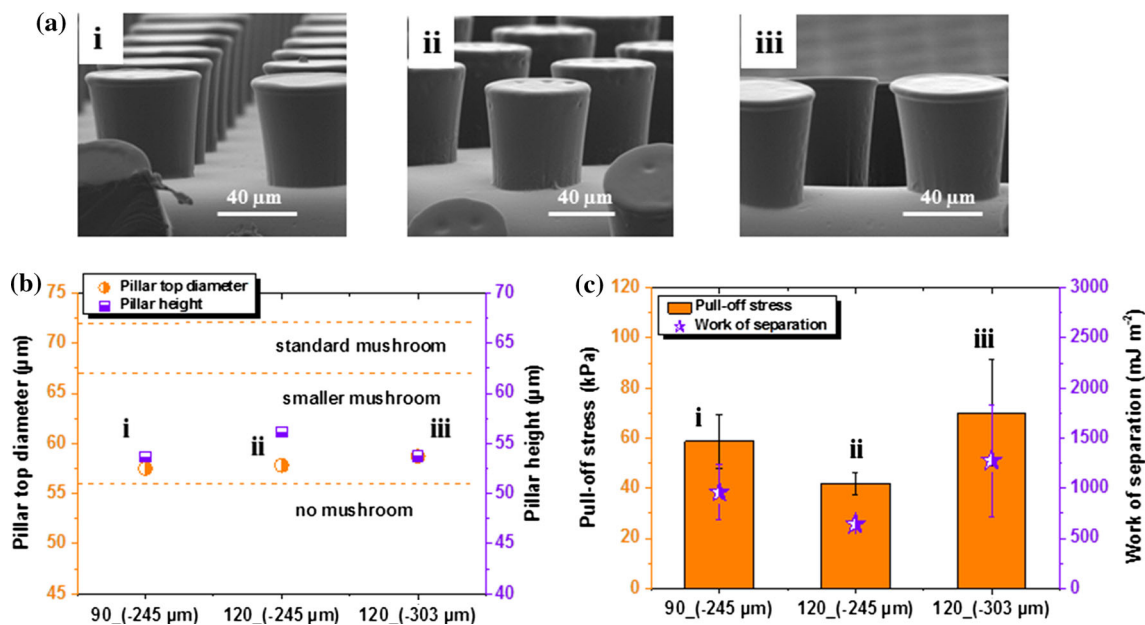 (a)
i
ii
iii
40 µm
40 µm
40 µm
(b)
Pillar top diameter
Pillar height
75
70
65
60
55
50
45
Pillar top diameter (µm)
standard mushroom
smaller mushroom
no mushroom
i
ii
iii
70
65
60
55
50
45
40
Pillar height (µm)
90_(-245 µm)
120_(-245 µm)
120_(-303 µm)
(c)
Pull-off stress
Work of separation
120
100
80
60
40
20
0
Pull-off stress (kPa)
i
ii
iii
3000
2500
2000
1500
1000
500
0
Work of separation (mJ m⁻²)
90_(-245 µm)
120_(-245 µm)
120_(-303 µm)